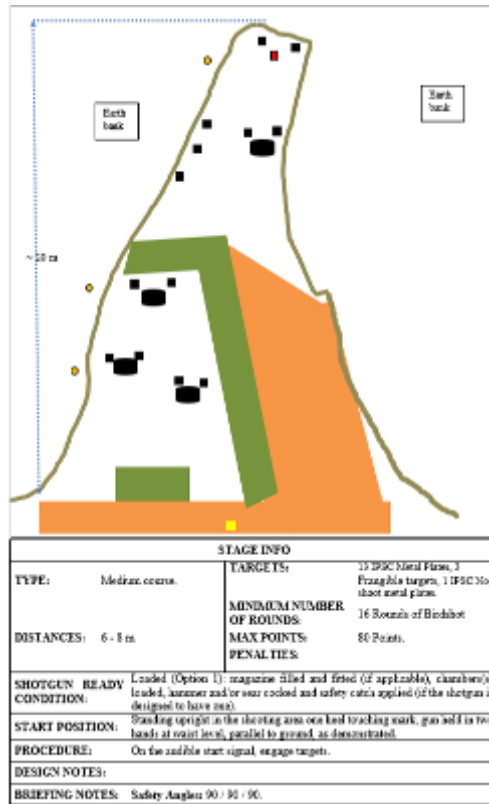 Earth
bank
Earth
bank
~ 20 m
STAGE INFO
TYPE: Medium course.
TARGETS: 13 IPSC Metal Plates, 3
Frangible targets, 1 IPSC No
shoot metal plates.
MINIMUM NUMBER
OF ROUNDS: 16 Rounds of Birdshot
DISTANCES: 6 - 8 m
MAX POINTS: 80 Points.
PENALTIES:
SHOTGUN READY CONDITION: Loaded (Option 1): magazine filled and fitted (if applicable), chamber(s)
loaded, hammer and/or sear cocked and safety catch applied (if the shotgun i
designed to have one).
START POSITION: Standing upright in the shooting area one heel touching mark, gun held in tw
hands at waist level, parallel to ground, as demonstrated.
PROCEDURE: On the audible start signal, engage targets.
DESIGN NOTES:
BRIEFING NOTES: Safety Angles: 90 / 90 / 90.